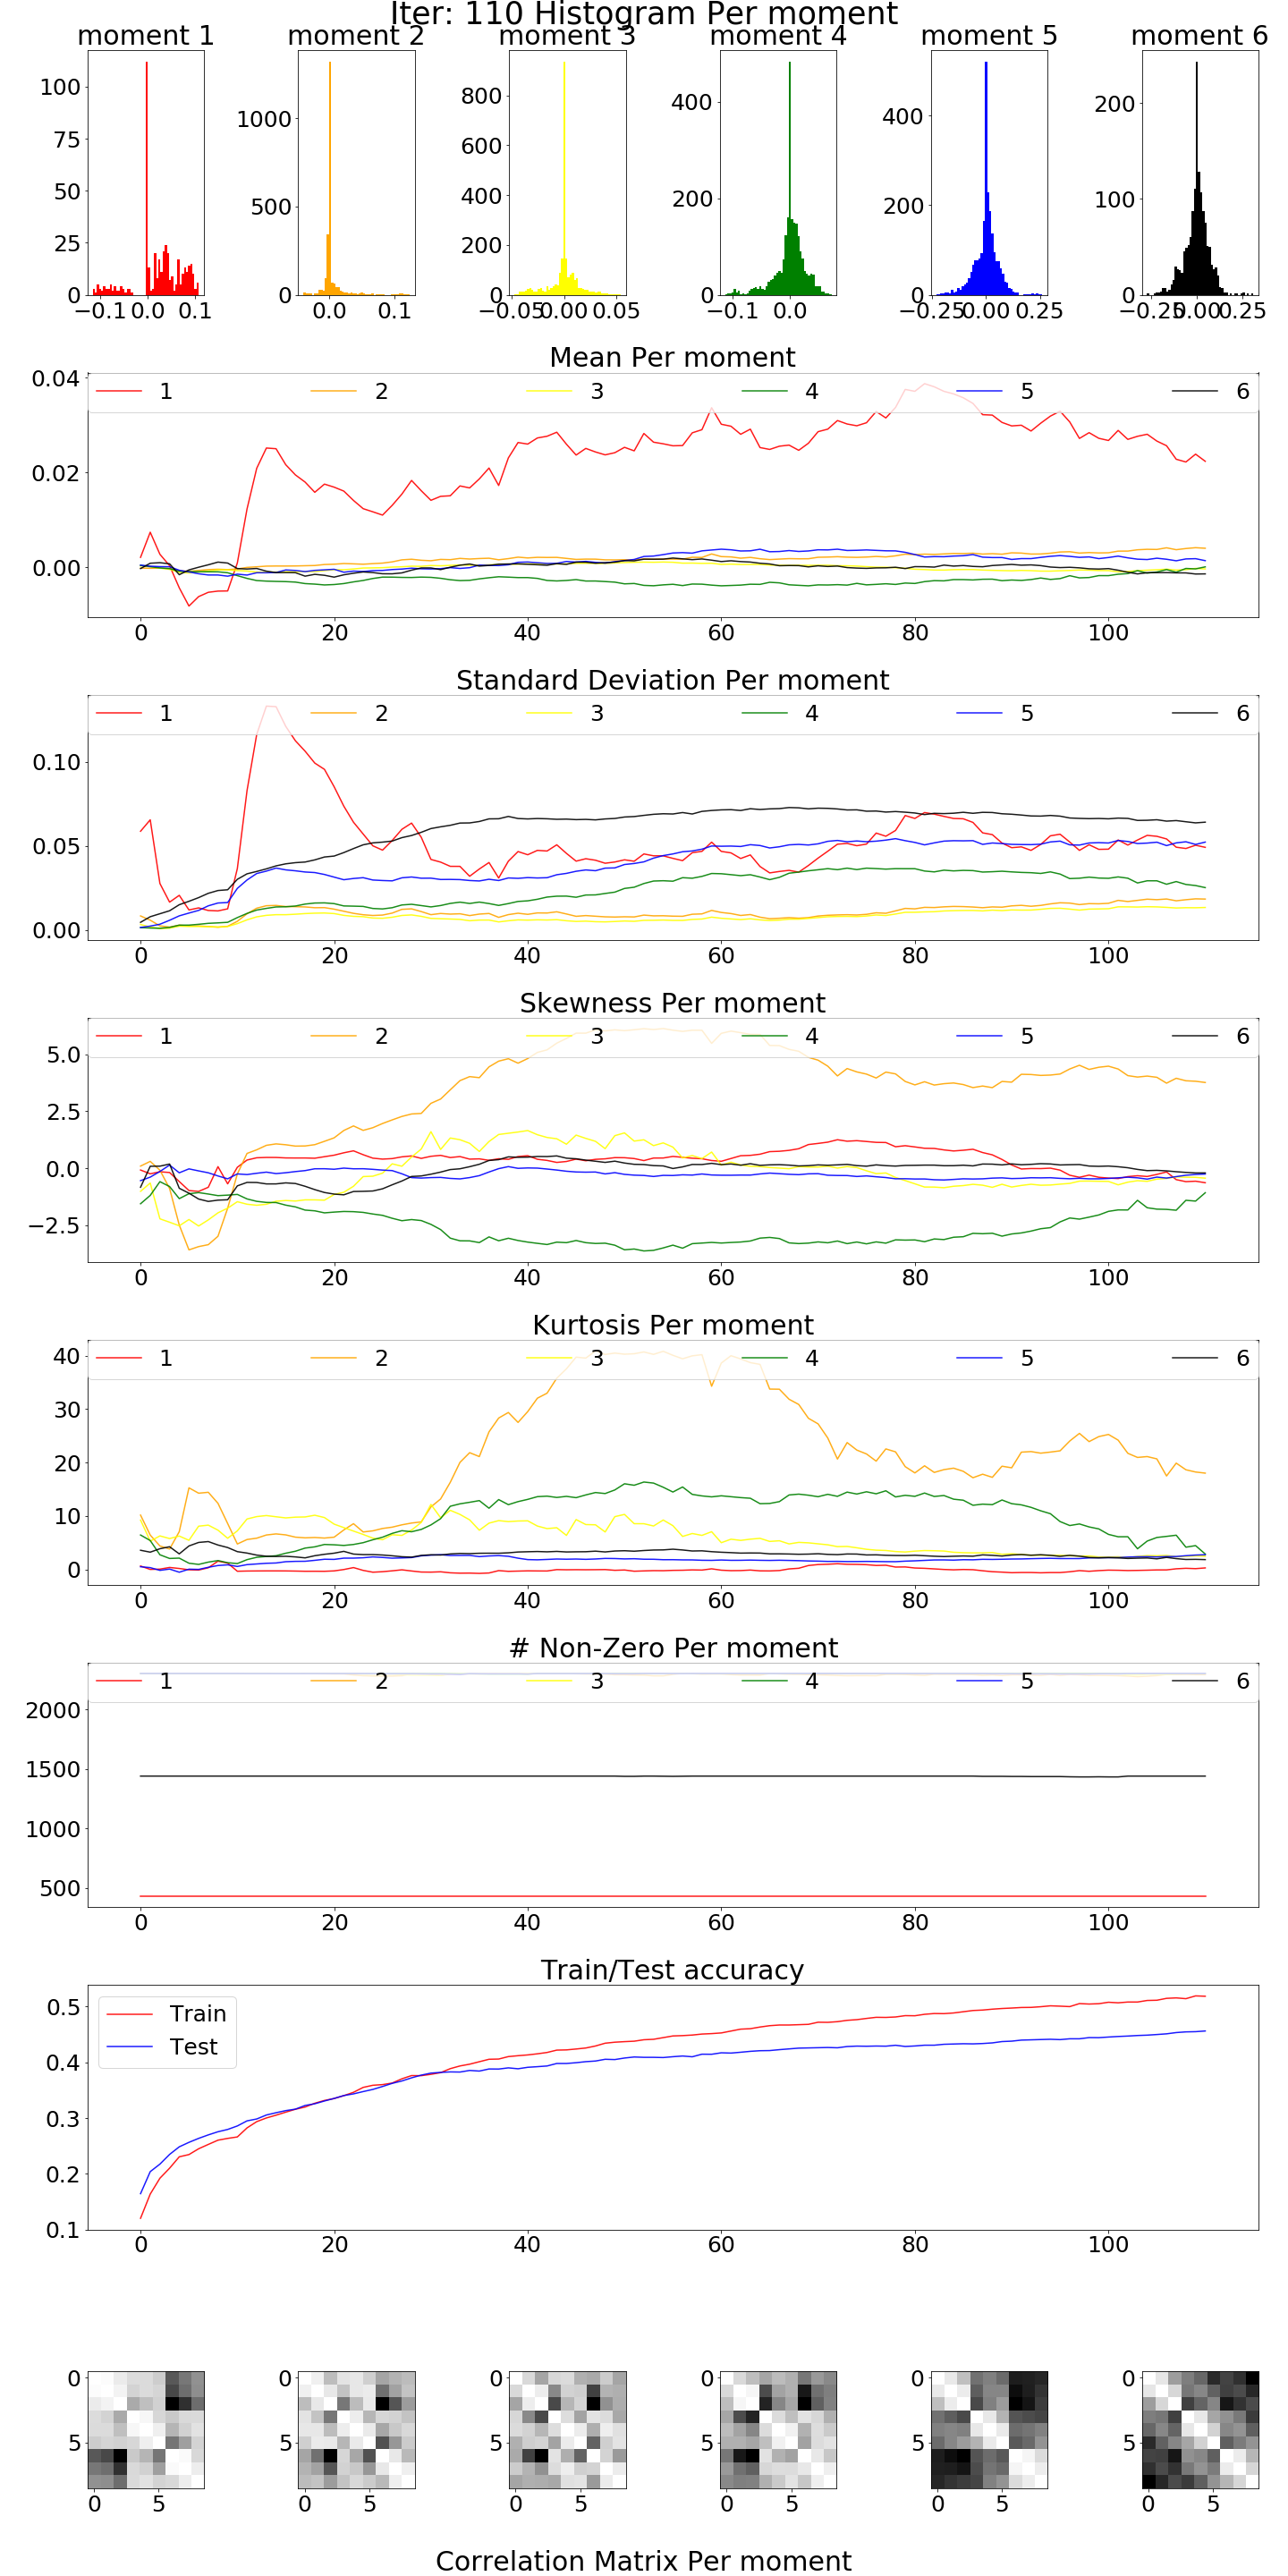 Iter: 110 Histogram Per moment
moment 1 moment 2 moment 3 moment 4 moment 5 moment 6
100 75 50 25 0
1000 500 0
800 600 400 200 0
400 200 0
400 200 0
200 100 0
−0.1 0.0 0.1
0.0 0.1
−0.05 0.00 0.05
−0.1 0.0
−0.25 0.00 0.25
−0.25 0.00 0.25
Mean Per moment
1 2 3 4 5 6
0.04
0.02
0.00
0 20 40 60 80 100
Standard Deviation Per moment
1 2 3 4 5 6
0.10
0.05
0.00
0 20 40 60 80 100
Skewness Per moment
1 2 3 4 5 6
5.0
2.5
0.0
−2.5
0 20 40 60 80 100
Kurtosis Per moment
1 2 3 4 5 6
40
30
20
10
0
0 20 40 60 80 100
# Non-Zero Per moment
1 2 3 4 5 6
2000
1500
1000
500
0 20 40 60 80 100
Train/Test accuracy
Train
Test
0.5
0.4
0.3
0.2
0.1
0 20 40 60 80 100
0 0 0 0 0 0
5 5 5 5 5 5
0 5 0 5 0 5 0 5 0 5 0 5
Correlation Matrix Per moment